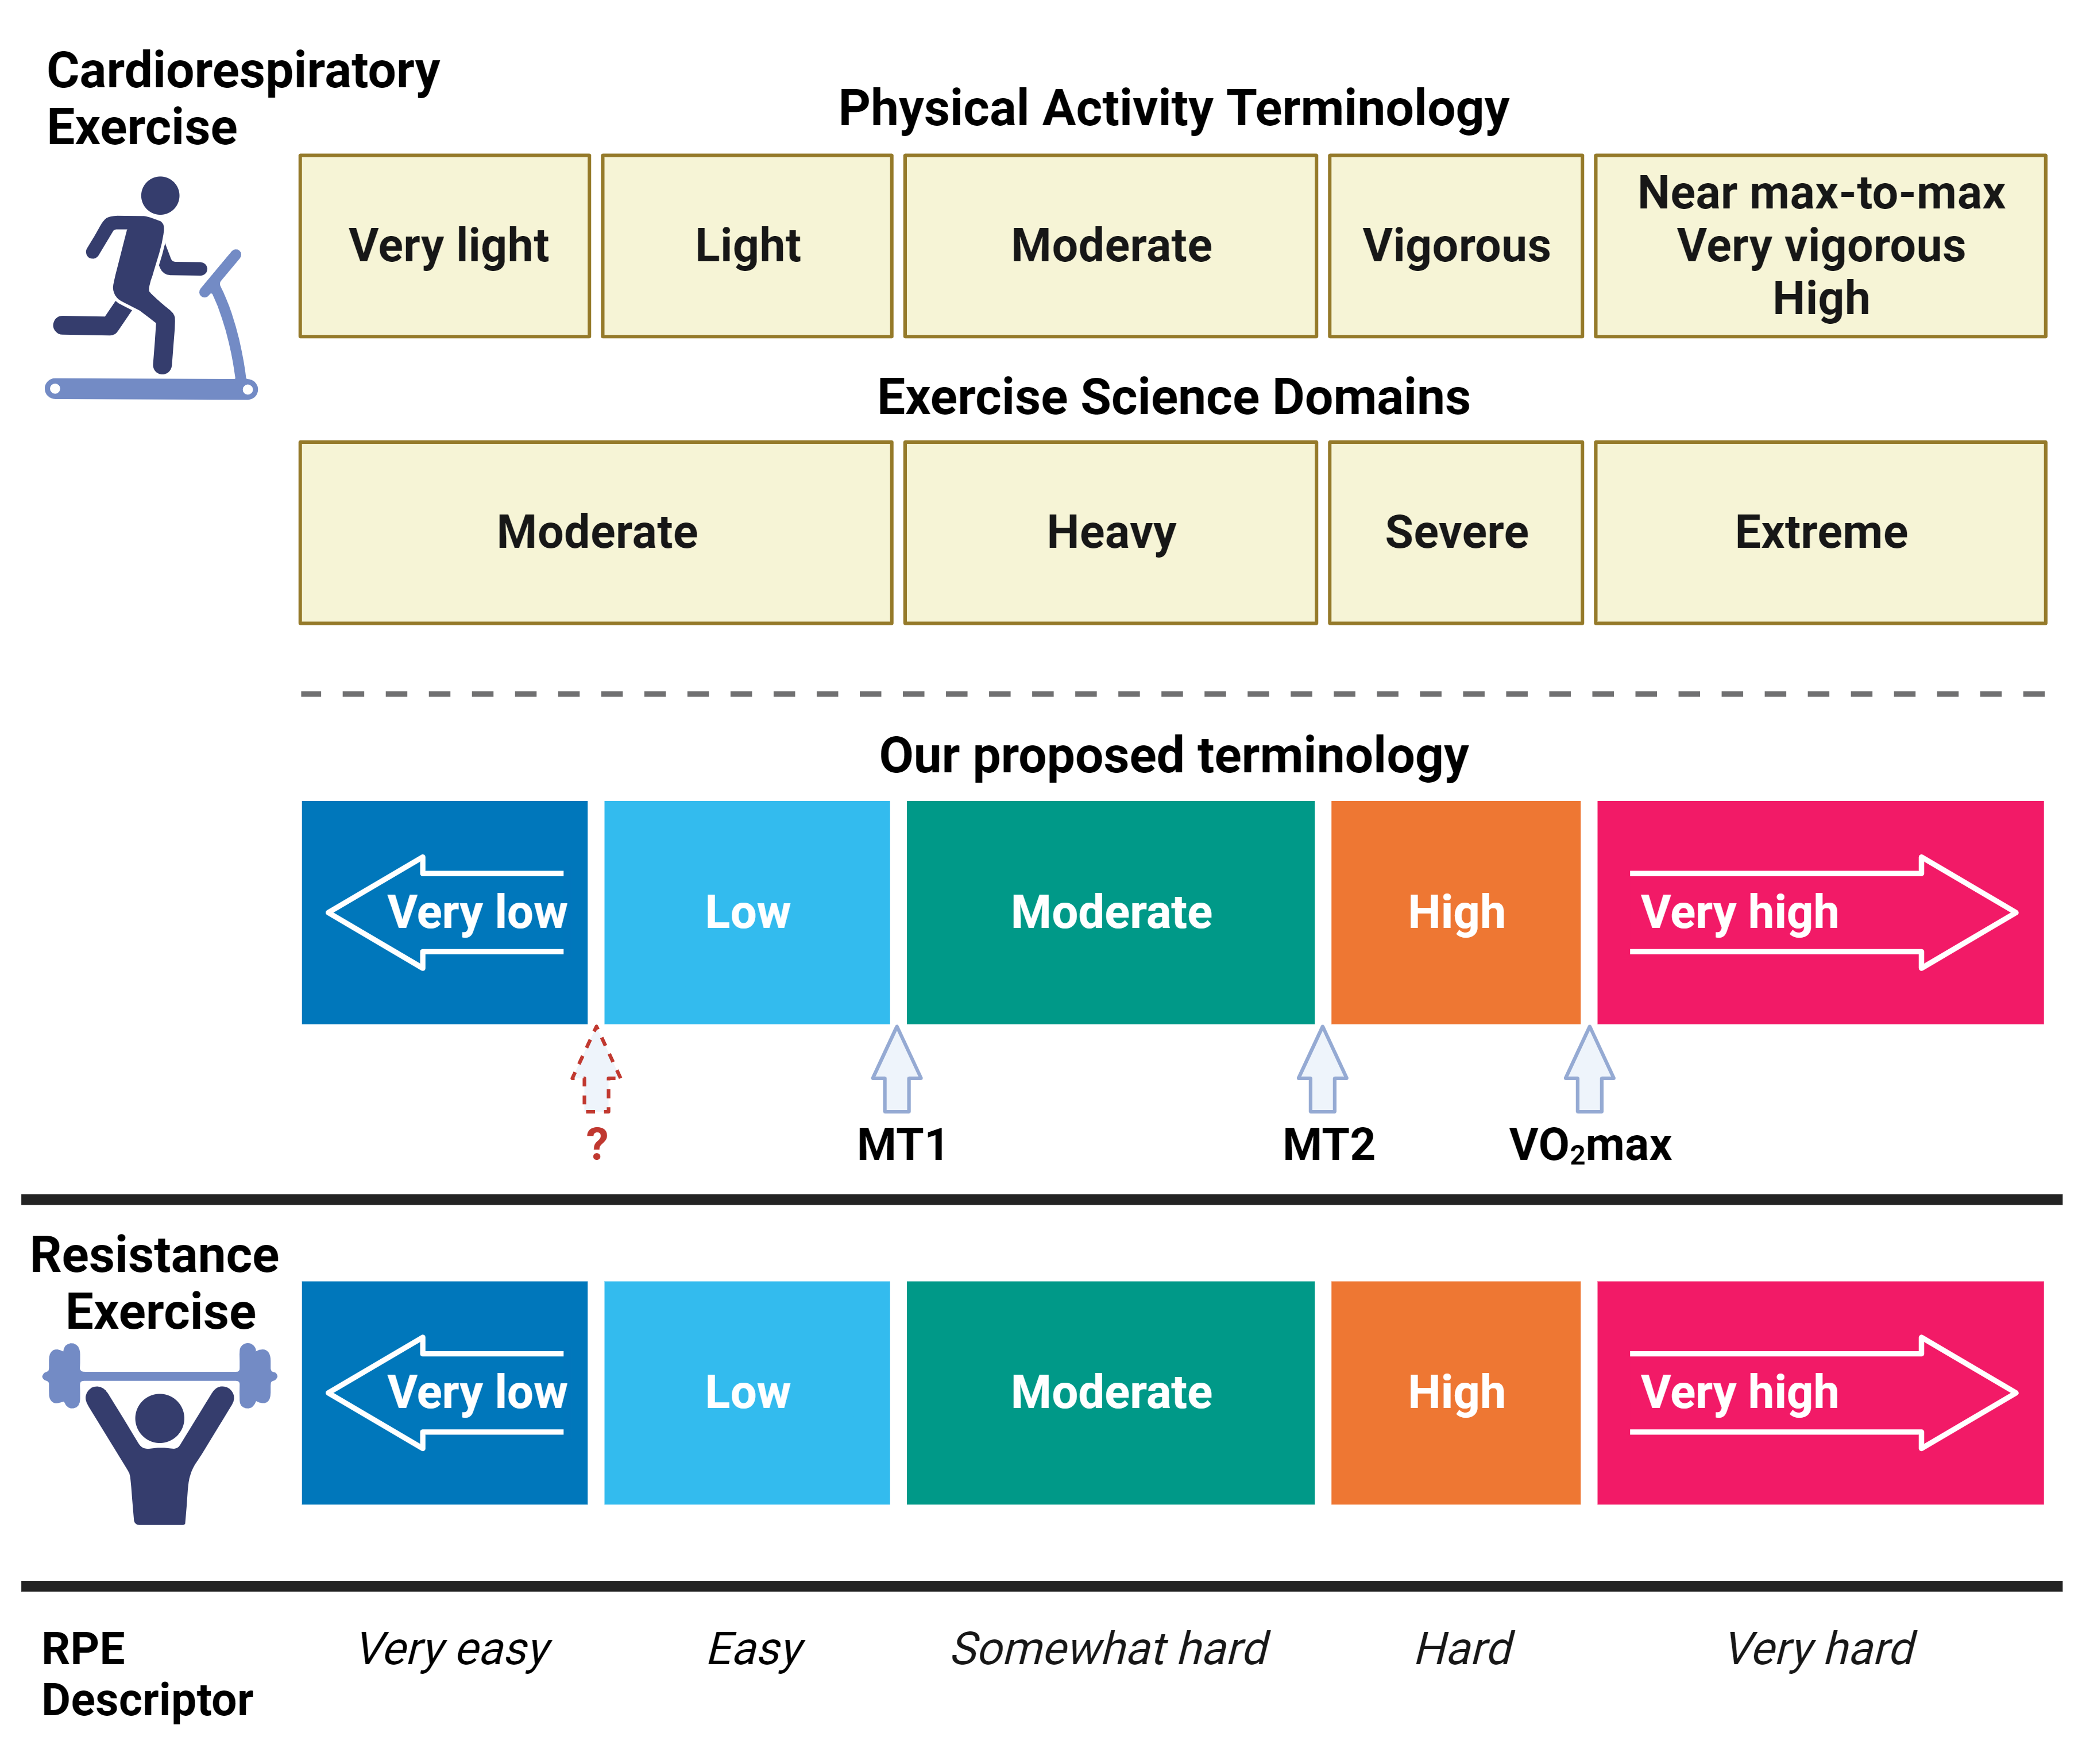 Cardiorespiratory
Exercise
Physical Activity Terminology
Very light
Light
Moderate
Vigorous
Near max-to-max
Very vigorous
High
Exercise Science Domains
Moderate
Heavy
Severe
Extreme
Our proposed terminology
Very low
Low
Moderate
High
Very high
?
MT1
MT2
VO₂max
Resistance
Exercise
Very low
Low
Moderate
High
Very high
RPE
Descriptor
Very easy
Easy
Somewhat hard
Hard
Very hard